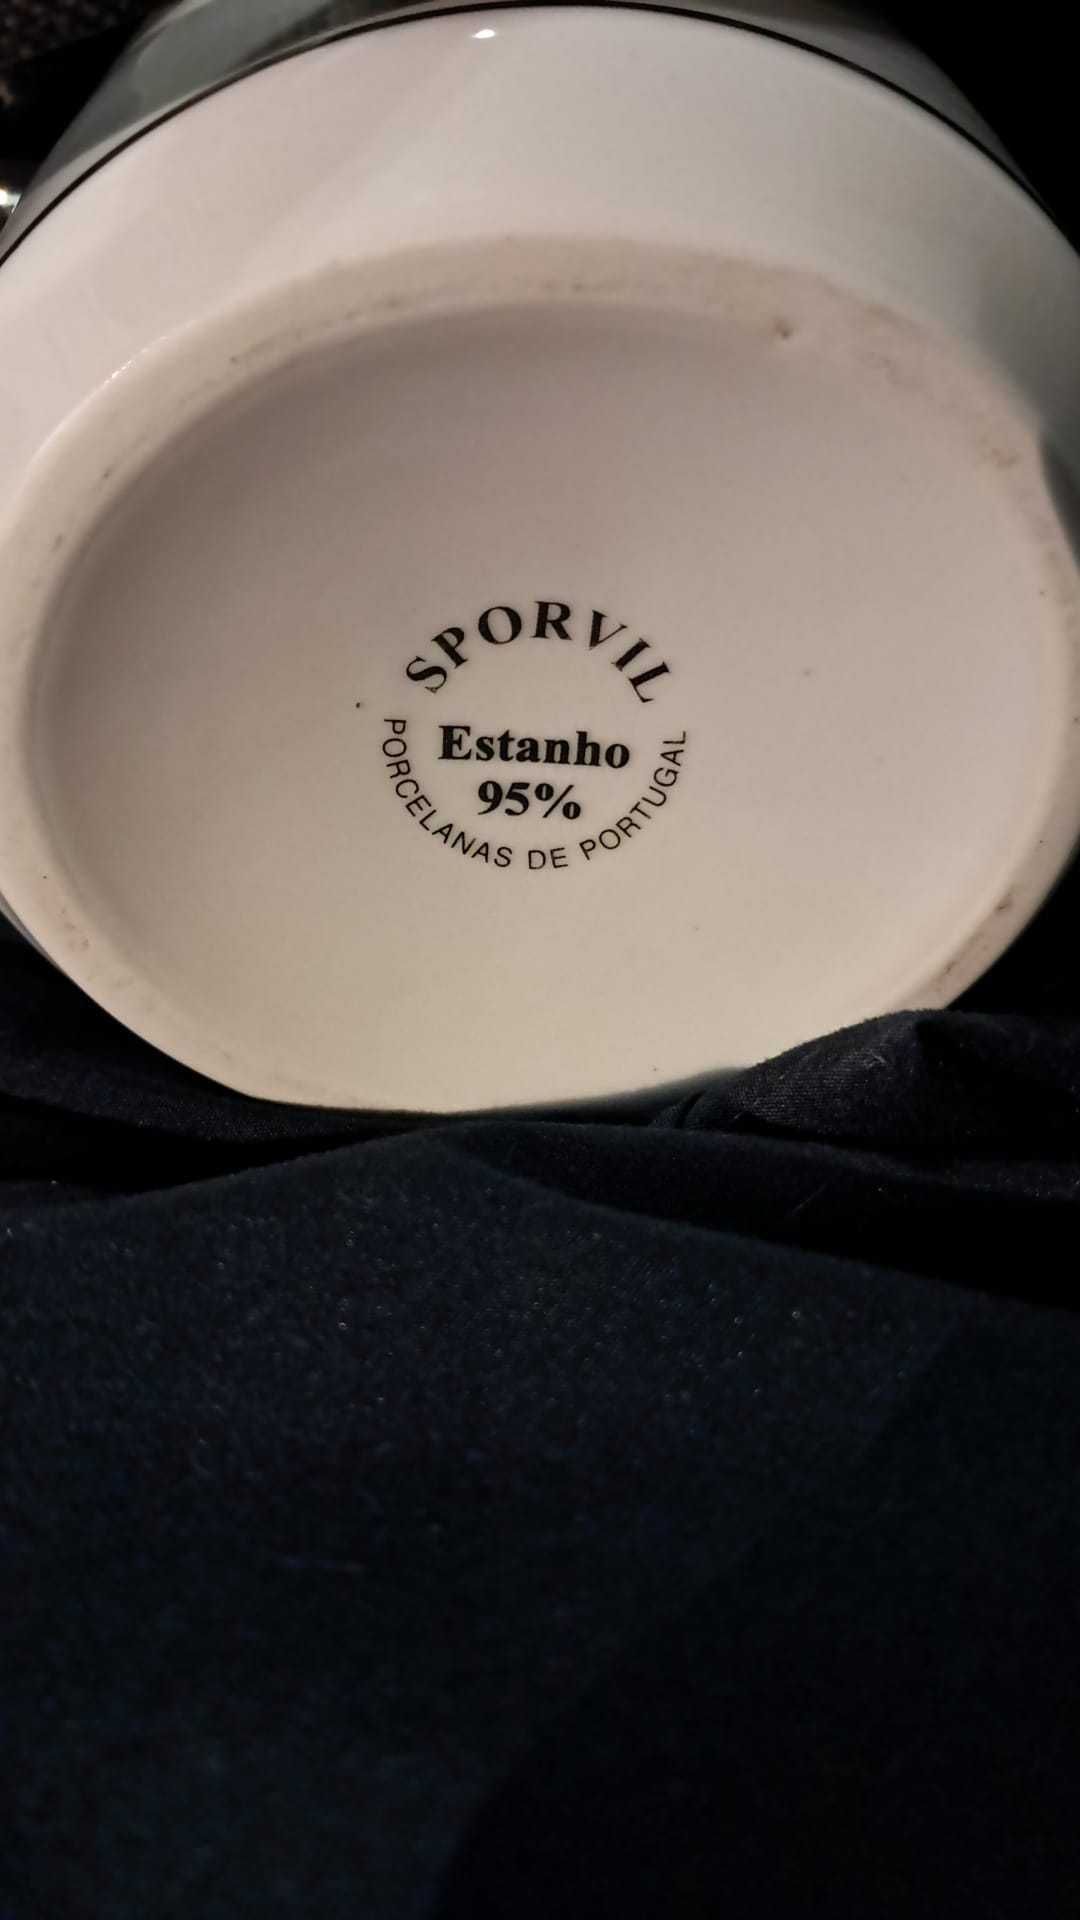 SPORVIL
Estanho
95%
PORCELANAS DE PORTUGAL